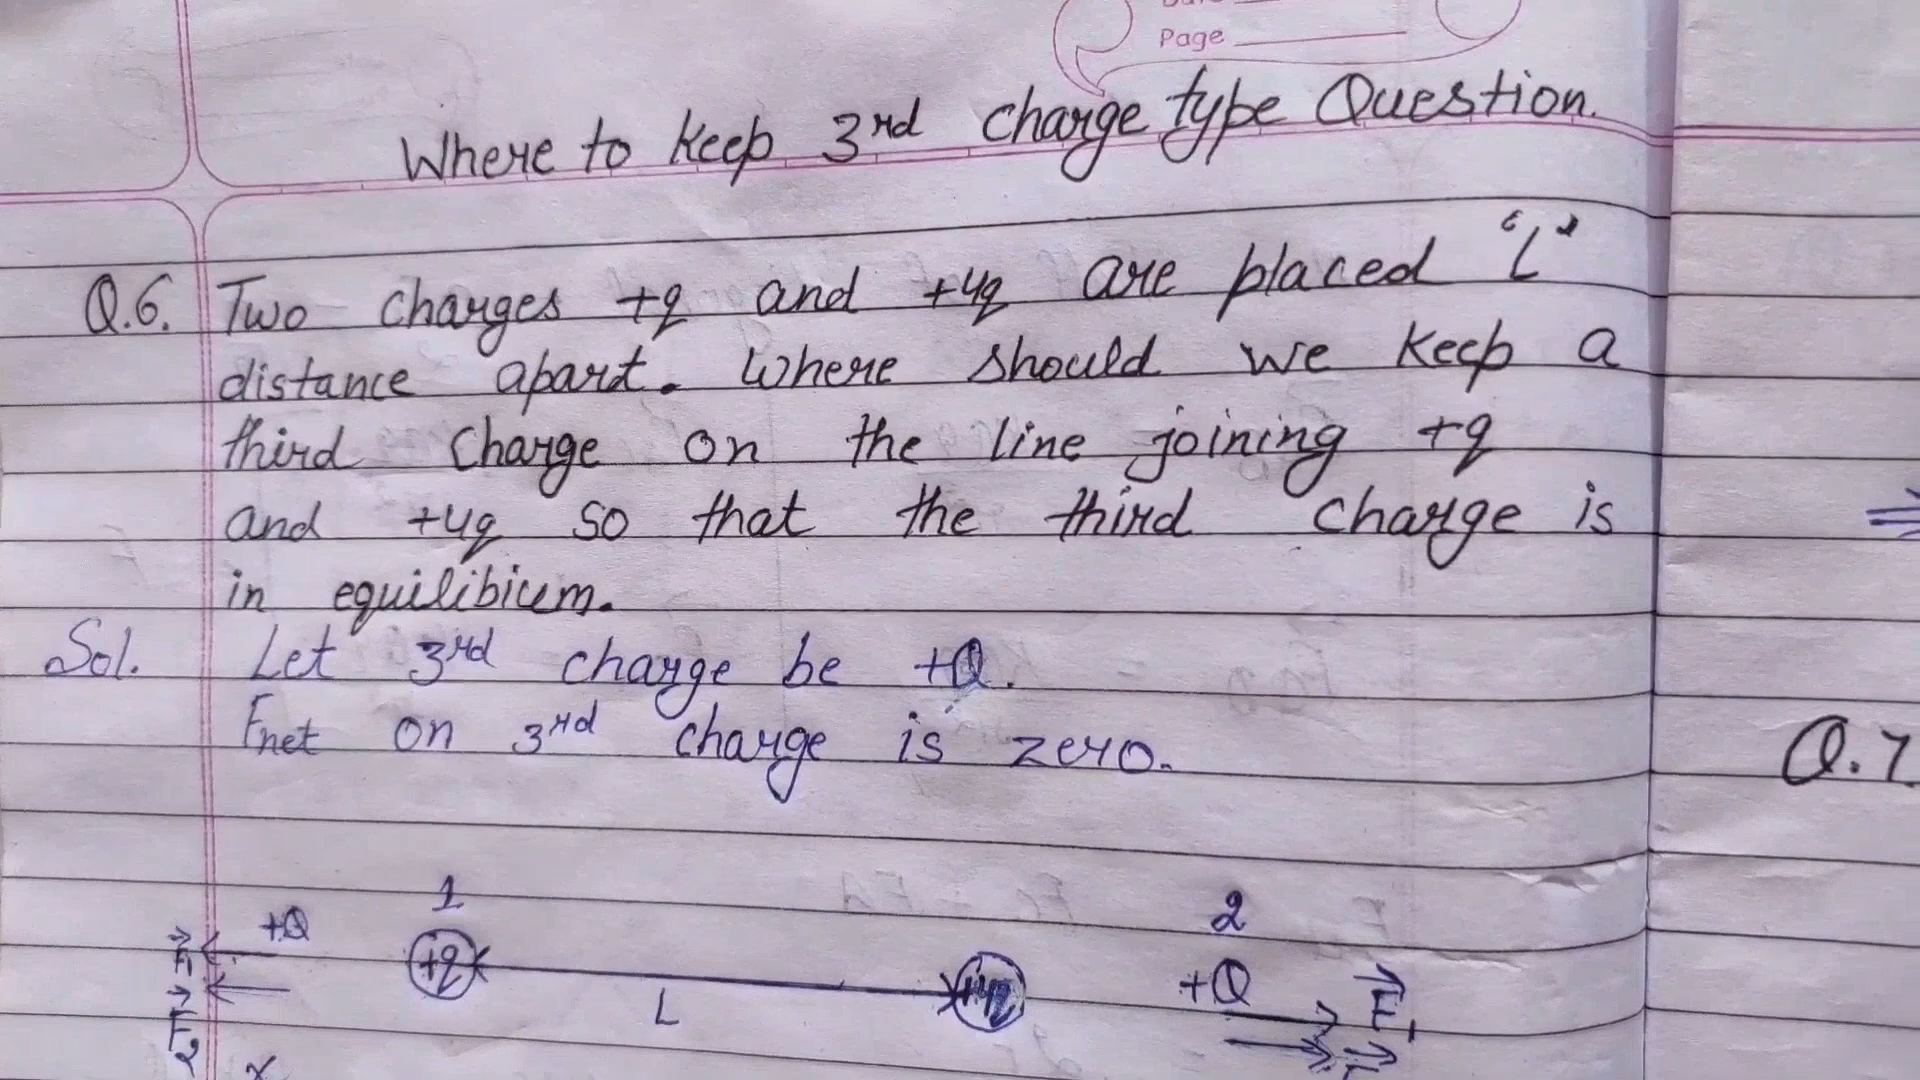 Page
Where to keep 3rd charge type Question.
Q.6. Two charges +q and +4q are placed "L"
distance apart. Where should we keep a
third charge on the line joining +q
and +4q so that the third charge is
in equilibium.
Sol. Let 3rd charge be +Q.
Fnet on 3rd charge is zero.
Q.7
1
2
+Q
+q
L
+4q
+Q
F1
F2
F1